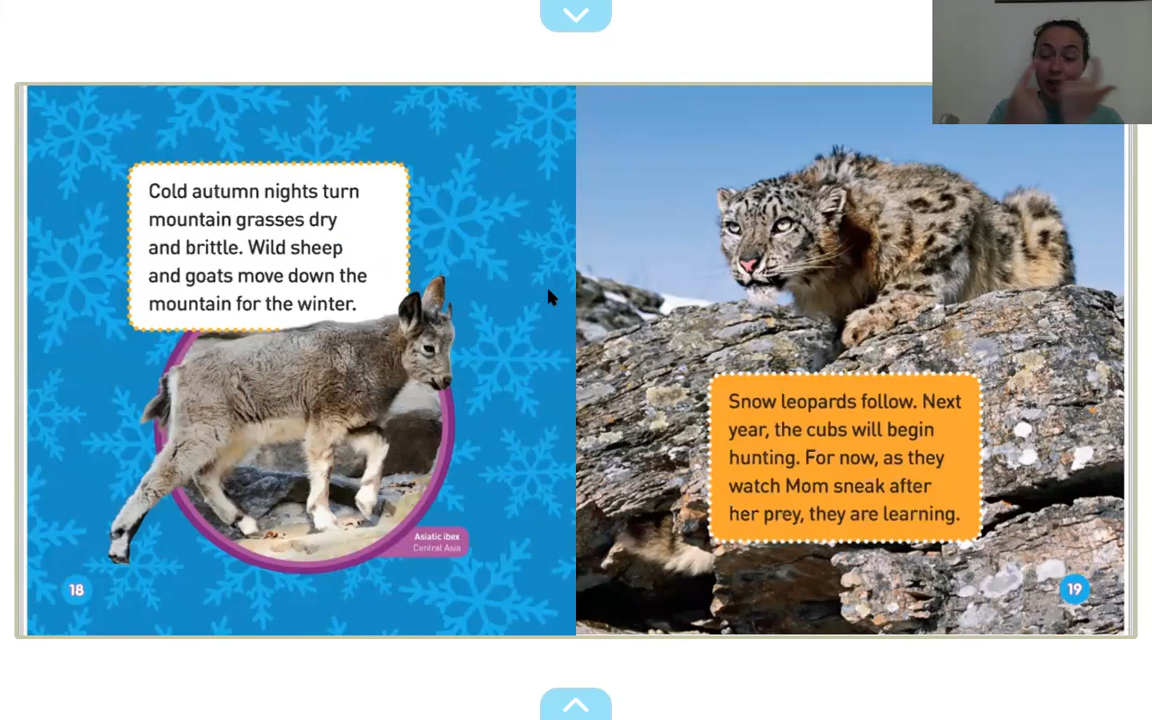 Cold autumn nights turn
mountain grasses dry
and brittle. Wild sheep
and goats move down the
mountain for the winter.
Asiatic ibex
Central Asia
18
Snow leopards follow. Next
year, the cubs will begin
hunting. For now, as they
watch Mom sneak after
her prey, they are learning.
19